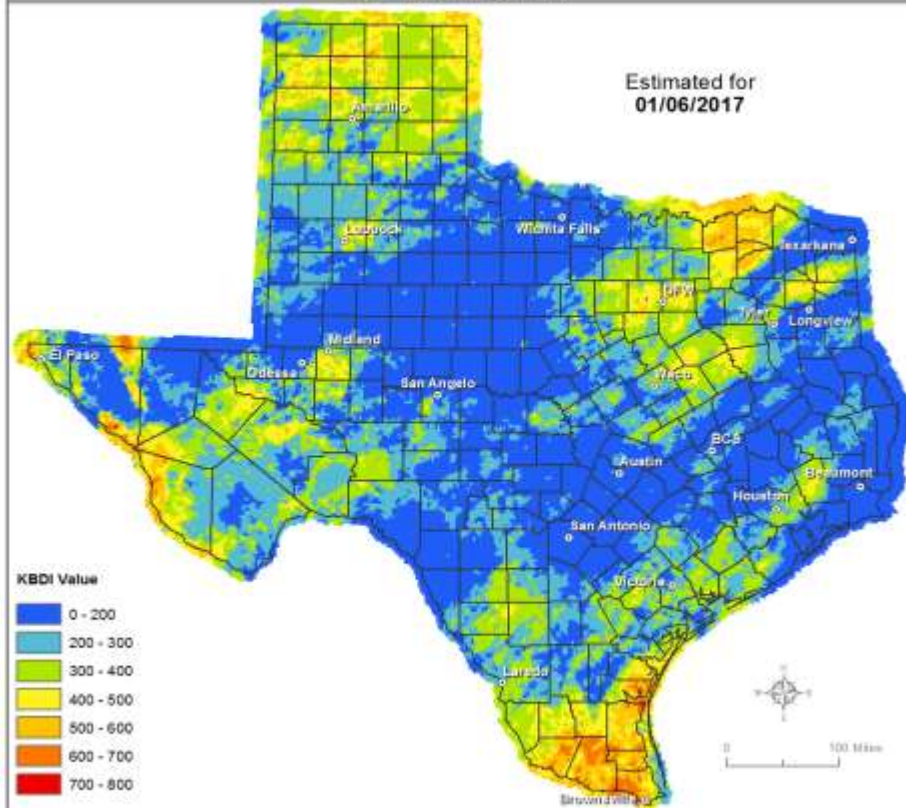 Estimated for
01/06/2017
Amarillo
Lubbock
Wichita Falls
Texarkana
DFW
Tyler
Longview
El Paso
Midland
Odessa
San Angelo
Waco
BCS
Austin
Beaumont
Houston
San Antonio
Victoria
Laredo
Brownsville
KBDI Value
0 - 200
200 - 300
300 - 400
400 - 500
500 - 600
600 - 700
700 - 800
0 100 Miles